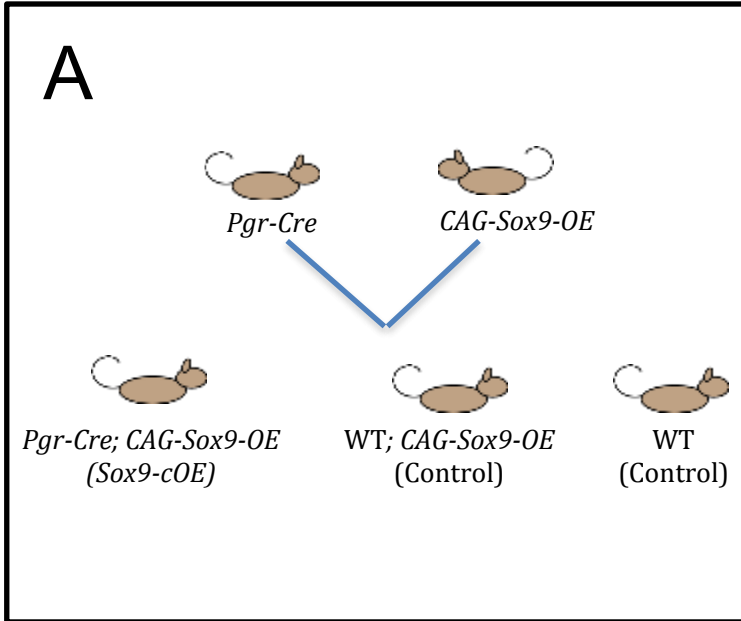 A
Pgr-Cre
CAG-Sox9-OE
Pgr-Cre; CAG-Sox9-OE
(Sox9-cOE)
WT; CAG-Sox9-OE
(Control)
WT
(Control)